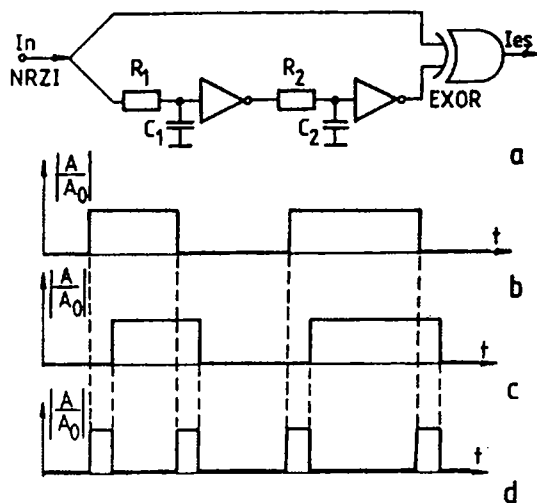 In
NRZI
R1
C1
R2
C2
EXOR
Ies
a
|A/A0|
t
b
|A/A0|
t
c
|A/A0|
t
d